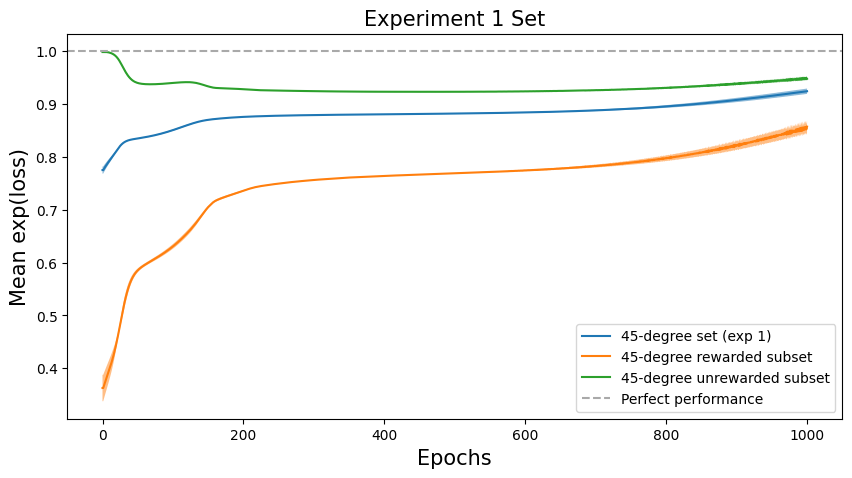 Experiment 1 Set
Mean exp(loss)
1.0
0.9
0.8
0.7
0.6
0.5
0.4
0
200
400
600
800
1000
Epochs
45-degree set (exp 1)
45-degree rewarded subset
45-degree unrewarded subset
Perfect performance